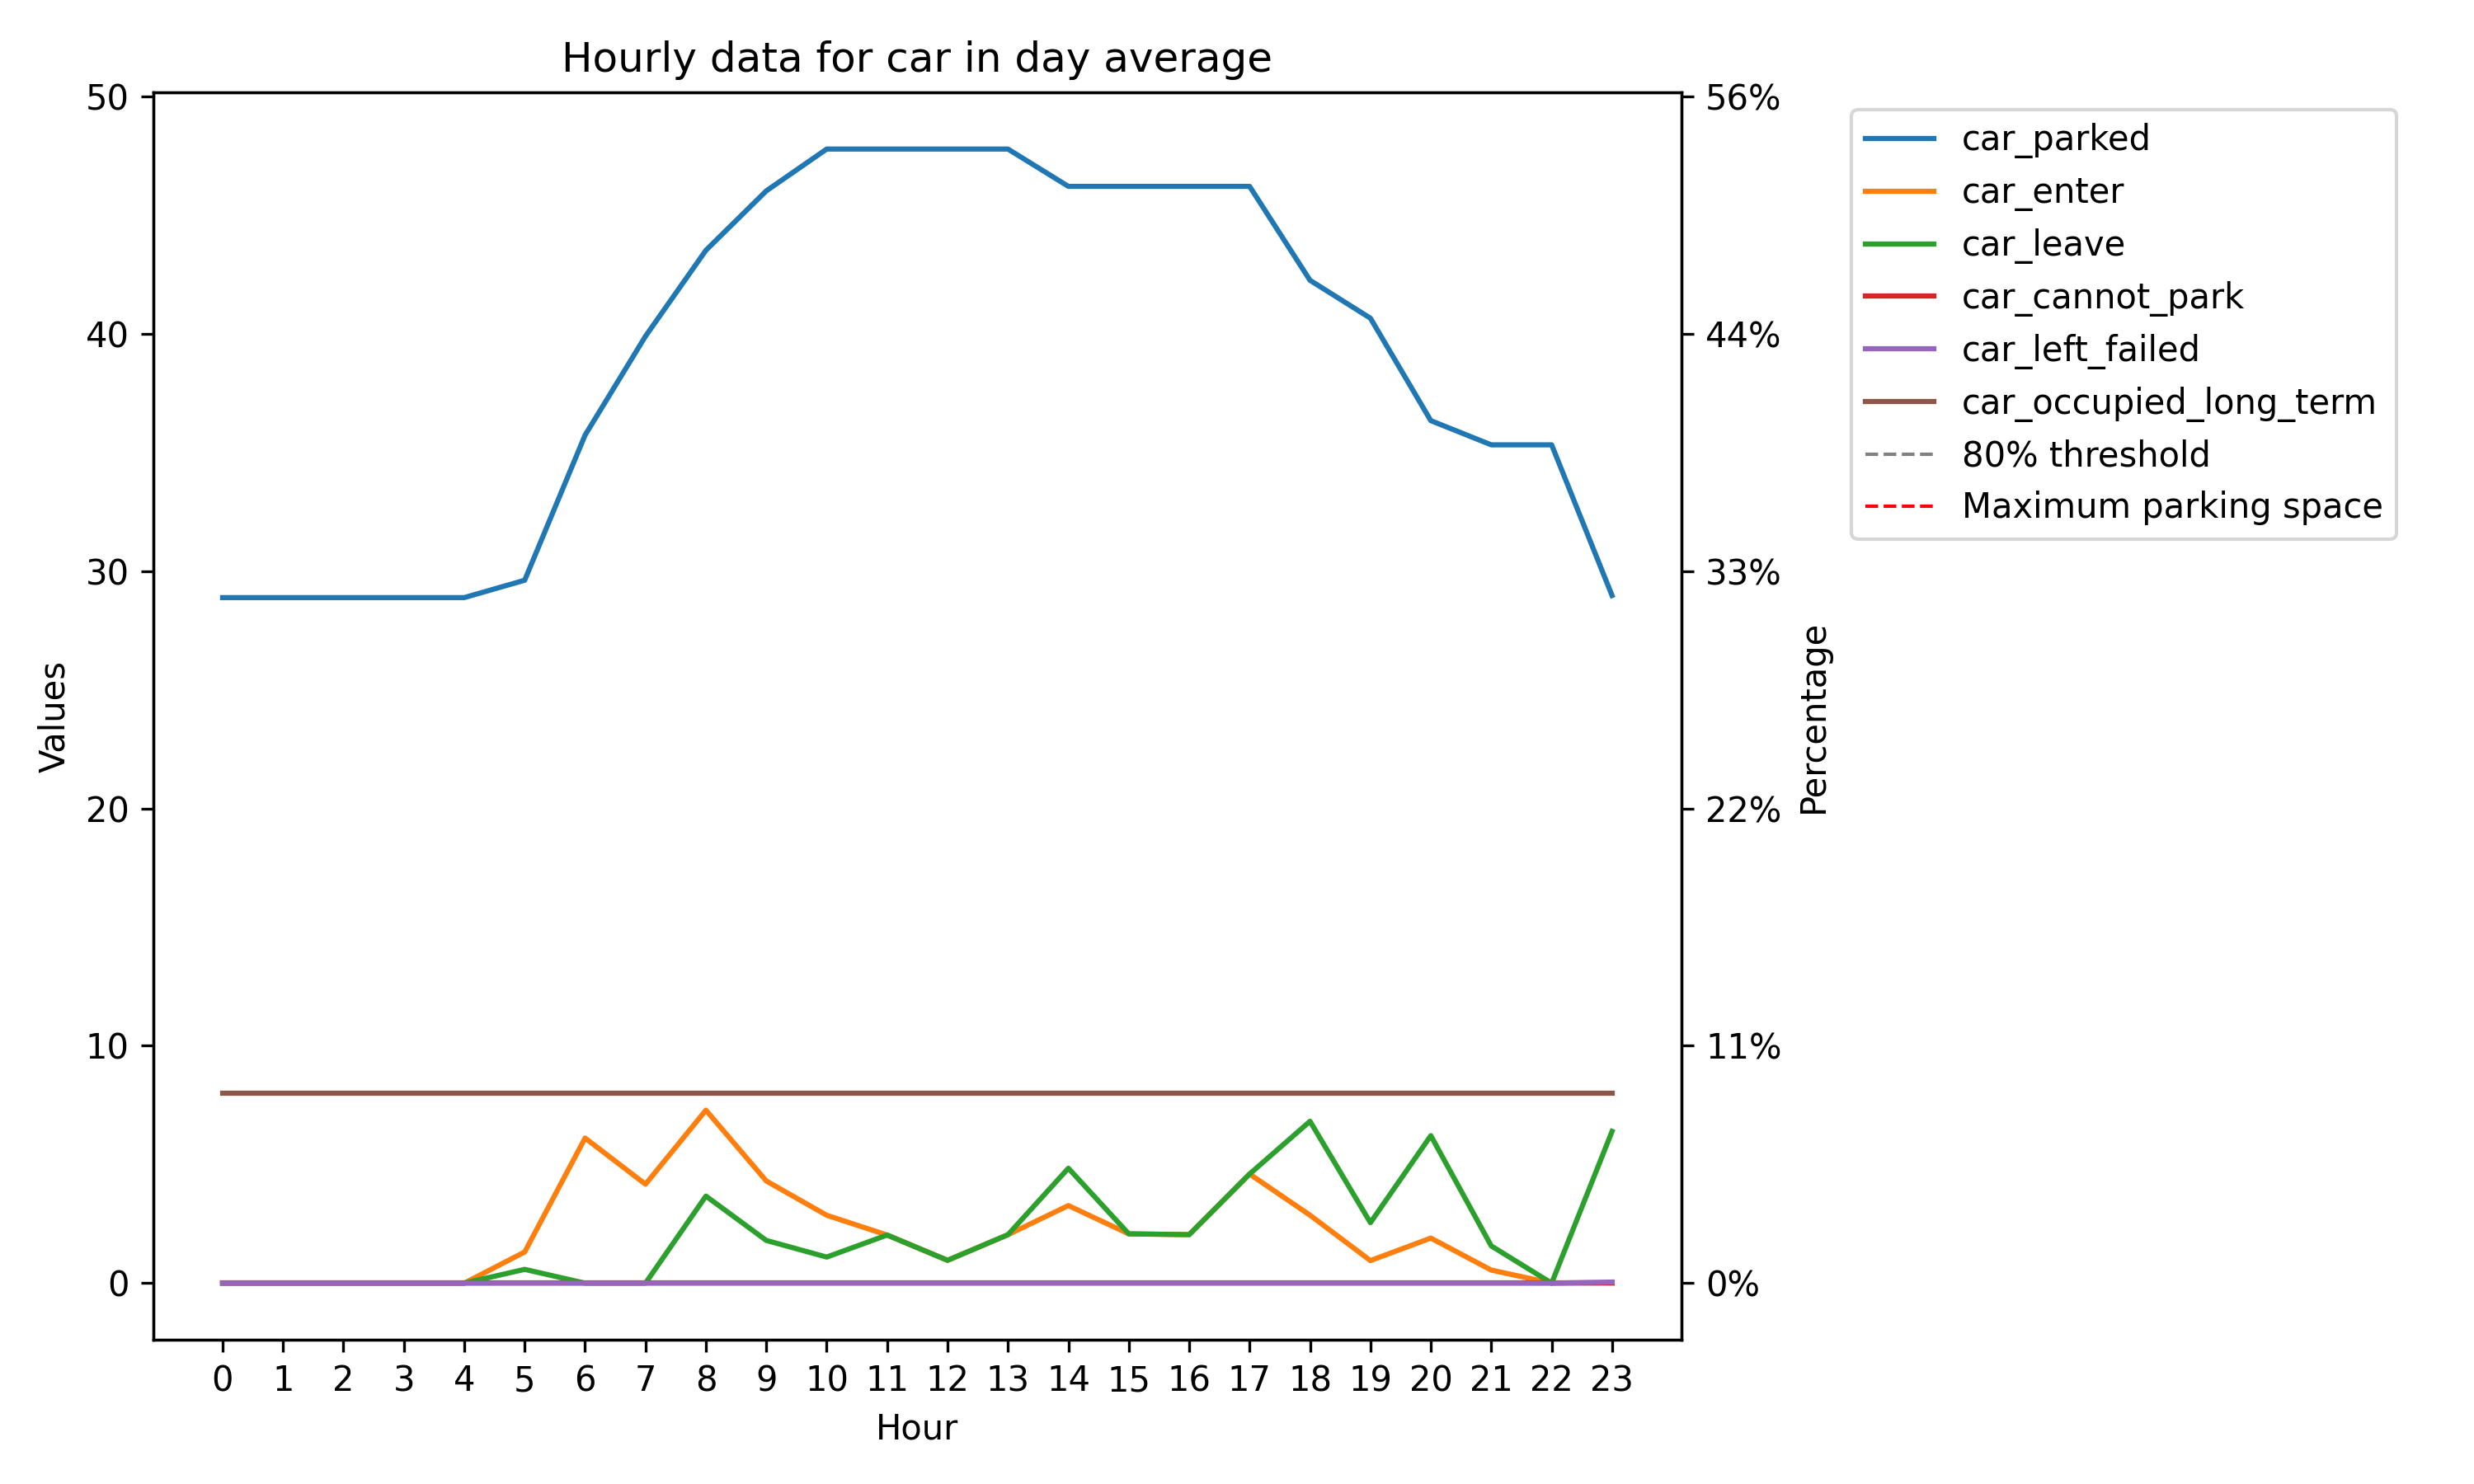 Hourly data for car in day average
50
40
30
20
10
0
Values
56%
44%
33%
22%
11%
0%
Percentage
0 1 2 3 4 5 6 7 8 9 10 11 12 13 14 15 16 17 18 19 20 21 22 23
Hour
car_parked
car_enter
car_leave
car_cannot_park
car_left_failed
car_occupied_long_term
80% threshold
Maximum parking space